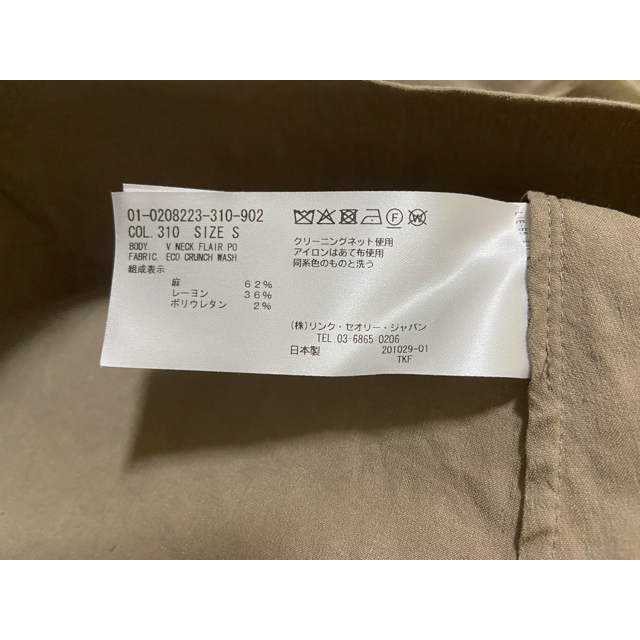 01-0208223-310-902
COL.310 SIZE S
BODY. V NECK FLAIR PO
FABRIC. ECO CRUNCH WASH
組成表示
麻 62%
レーヨン 36%
ポリウレタン 2%
クリーニングネット使用
アイロンはあて布使用
同系色のものと洗う
(株)リンク・セオリー・ジャパン
TEL.03-6865-0206
日本製 201029-01
TKF